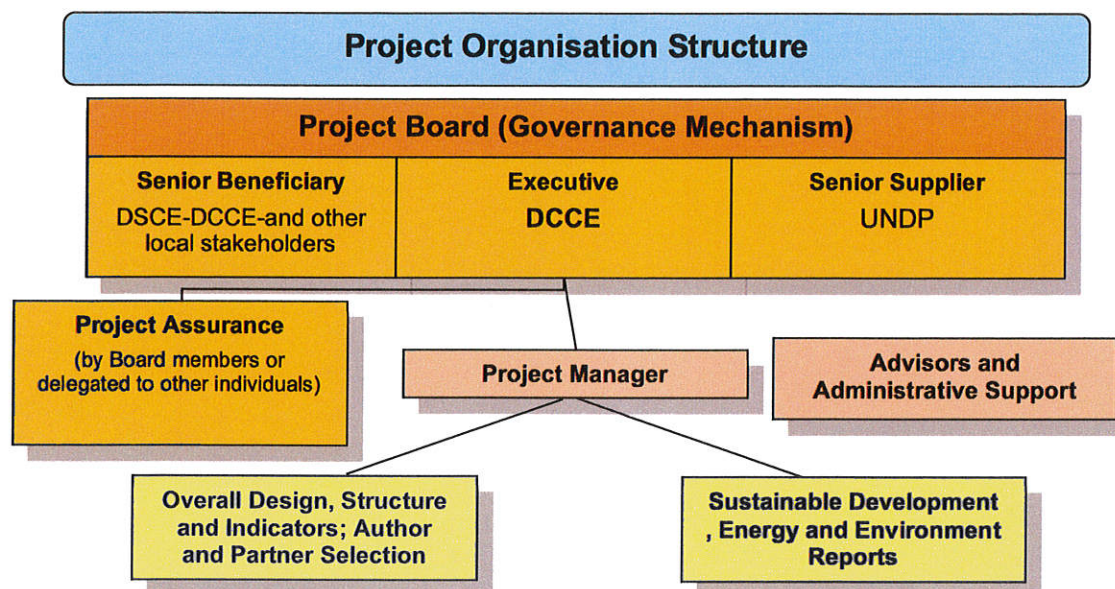 Project Organisation Structure
Project Board (Governance Mechanism)
Senior Beneficiary
DSCE-DCCE-and other
local stakeholders
Executive
DCCE
Senior Supplier
UNDP
Project Assurance
(by Board members or
delegated to other individuals)
Project Manager
Advisors and
Administrative Support
Overall Design, Structure
and Indicators; Author
and Partner Selection
Sustainable Development
, Energy and Environment
Reports